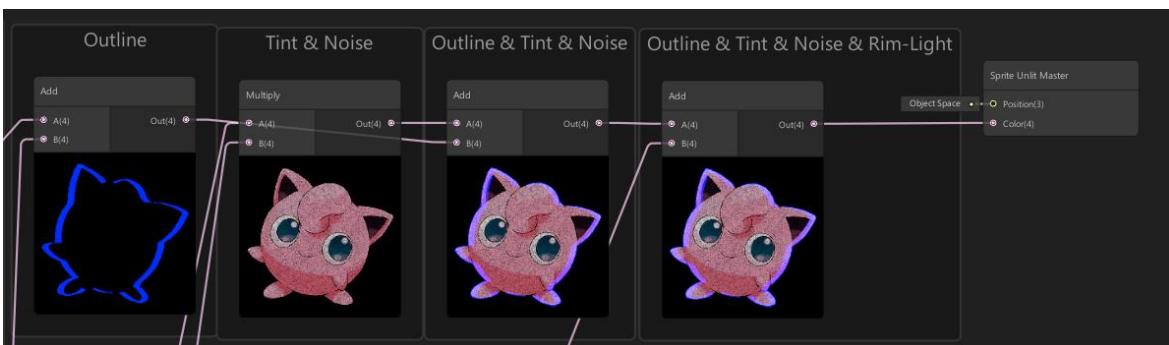 Outline
Tint & Noise
Outline & Tint & Noise
Outline & Tint & Noise & Rim-Light
Add
A(4) Out(4)
B(4)
Multiply
A(4) Out(4)
B(4)
Add
A(4) Out(4)
B(4)
Add
A(4) Out(4)
B(4)
Sprite Unlit Master
Object Space Position(3)
Color(4)